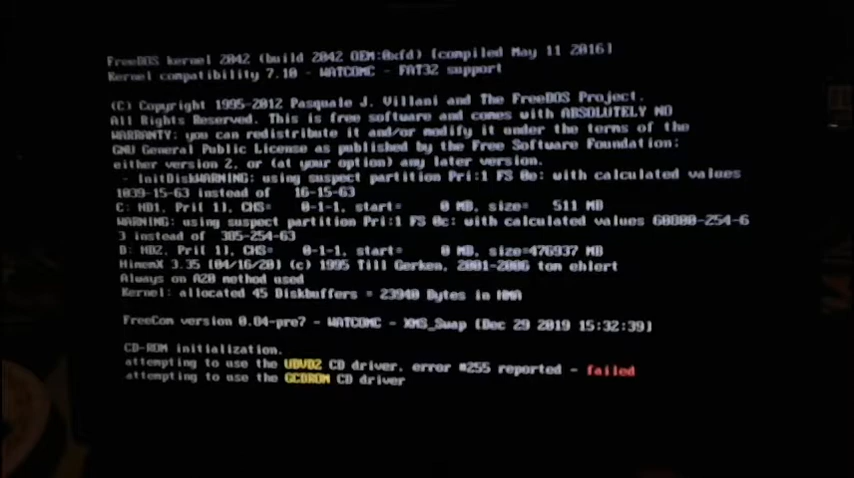 FreeDOS kernel 2042 (build 2042 OEM:0xfd) [compiled May 11 2016]
Kernel compatibility 7.10 - WATCOMC - FAT32 support
(C) Copyright 1995-2012 Pasquale J. Villani and The FreeDOS Project.
All Rights Reserved. This is free software and comes with ABSOLUTELY NO
WARRANTY; you can redistribute it and/or modify it under the terms of the
GNU General Public License as published by the Free Software Foundation;
either version 2, or (at your option) any later version.
- InitDiskWARNING: using suspect partition Pri:1 FS 0e: with calculated values
1039-15-63 instead of 16-15-63
C: HD1, Pri[ 1], CHS= 0-1-1, start= 0 MB, size= 511 MB
WARNING: using suspect partition Pri:1 FS 0c: with calculated values 60800-254-6
3 instead of 385-254-63
D: HD2, Pri[ 1], CHS= 0-1-1, start= 0 MB, size=476937 MB
HimemX 3.35 [04/16/20] (c) 1995 Till Gerken, 2001-2006 tom ehlert
Always on A20 method used
Kernel: allocated 45 Diskbuffers = 23940 Bytes in HMA
FreeCom version 0.84-pre7 - WATCOMC - XMS_Swap [Dec 29 2019 15:32:39]
CD-ROM initialization.
attempting to use the UDVD2 CD driver, error #255 reported - failed
attempting to use the GCDROM CD driver